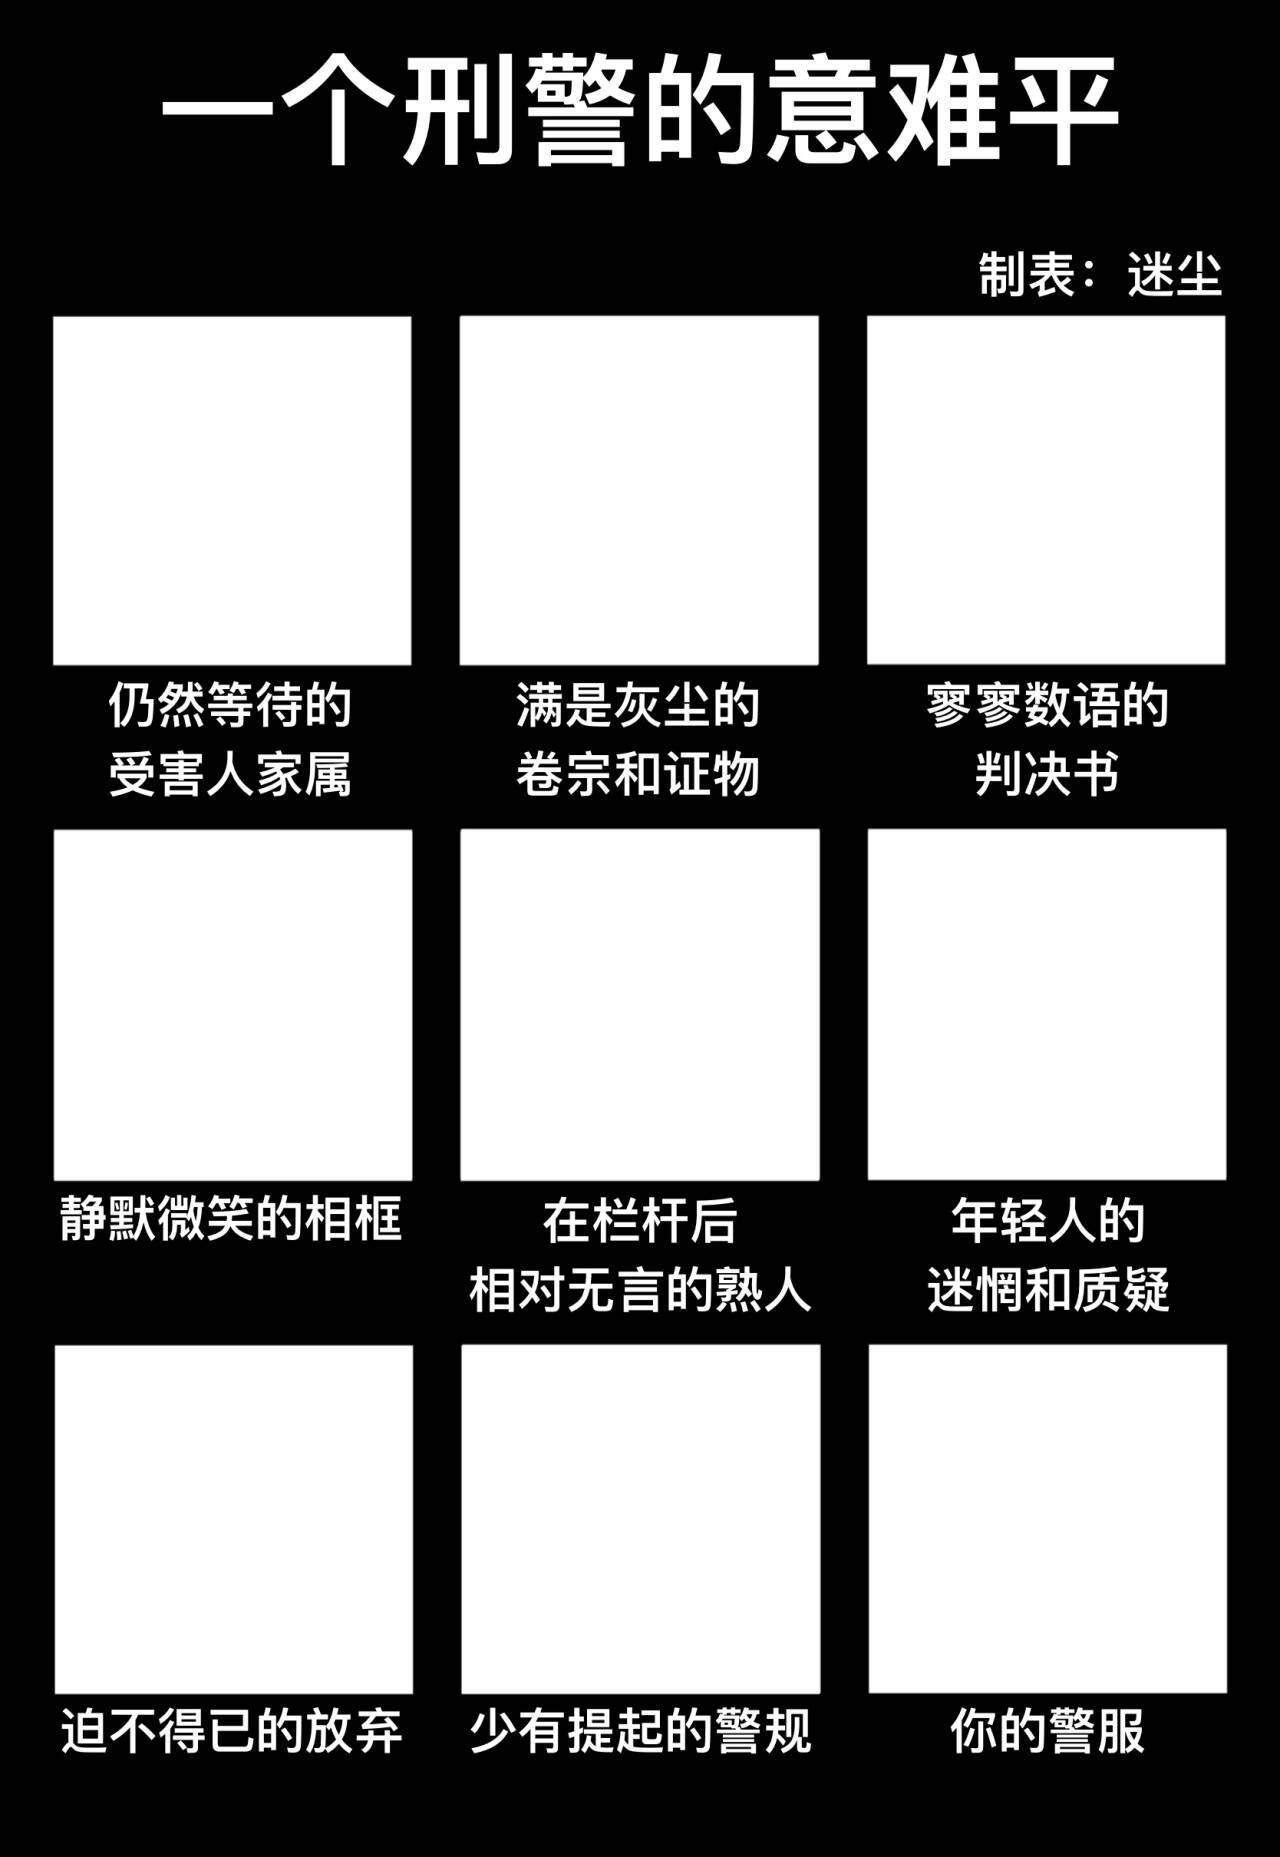 一个刑警的意难平
制表：迷尘
仍然等待的
受害人家属
满是灰尘的
卷宗和证物
寥寥数语的
判决书
静默微笑的相框
在栏杆后
相对无言的熟人
年轻人的
迷惘和质疑
迫不得已的放弃
少有提起的警规
你的警服